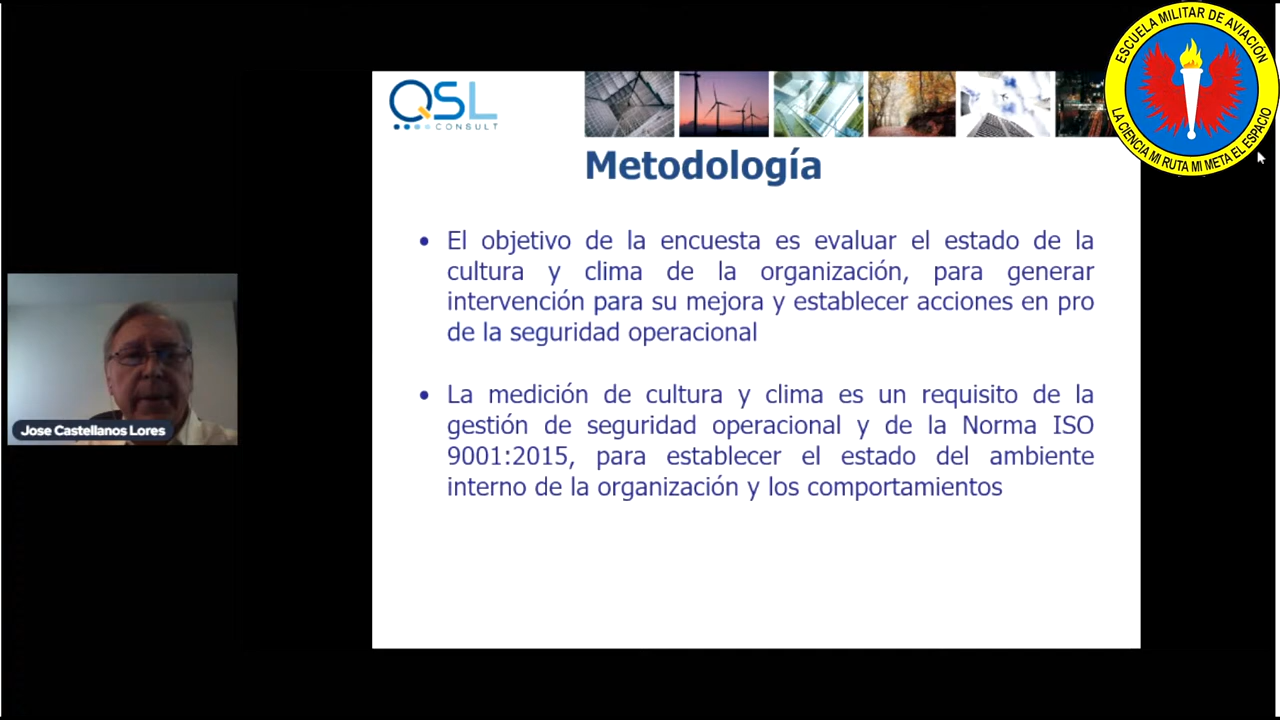 QSL
CONSULT
ESCUELA MILITAR DE AVIACIÓN
LA CIENCIA MI RUTA MI META EL ESPACIO
Metodología
• El objetivo de la encuesta es evaluar el estado de la
cultura y clima de la organización, para generar
intervención para su mejora y establecer acciones en pro
de la seguridad operacional
• La medición de cultura y clima es un requisito de la
gestión de seguridad operacional y de la Norma ISO
9001:2015, para establecer el estado del ambiente
interno de la organización y los comportamientos
Jose Castellanos Lores